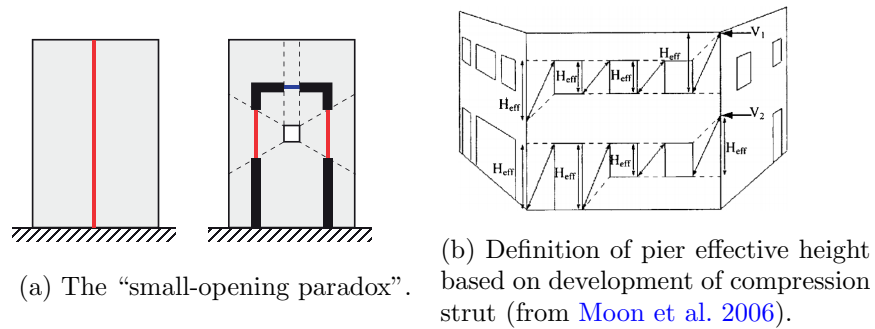 V1
Heff
Heff
Heff
Heff
V2
Heff
Heff
Heff
Heff
(a) The “small-opening paradox”.
(b) Definition of pier effective height
based on development of compression
strut (from Moon et al. 2006).